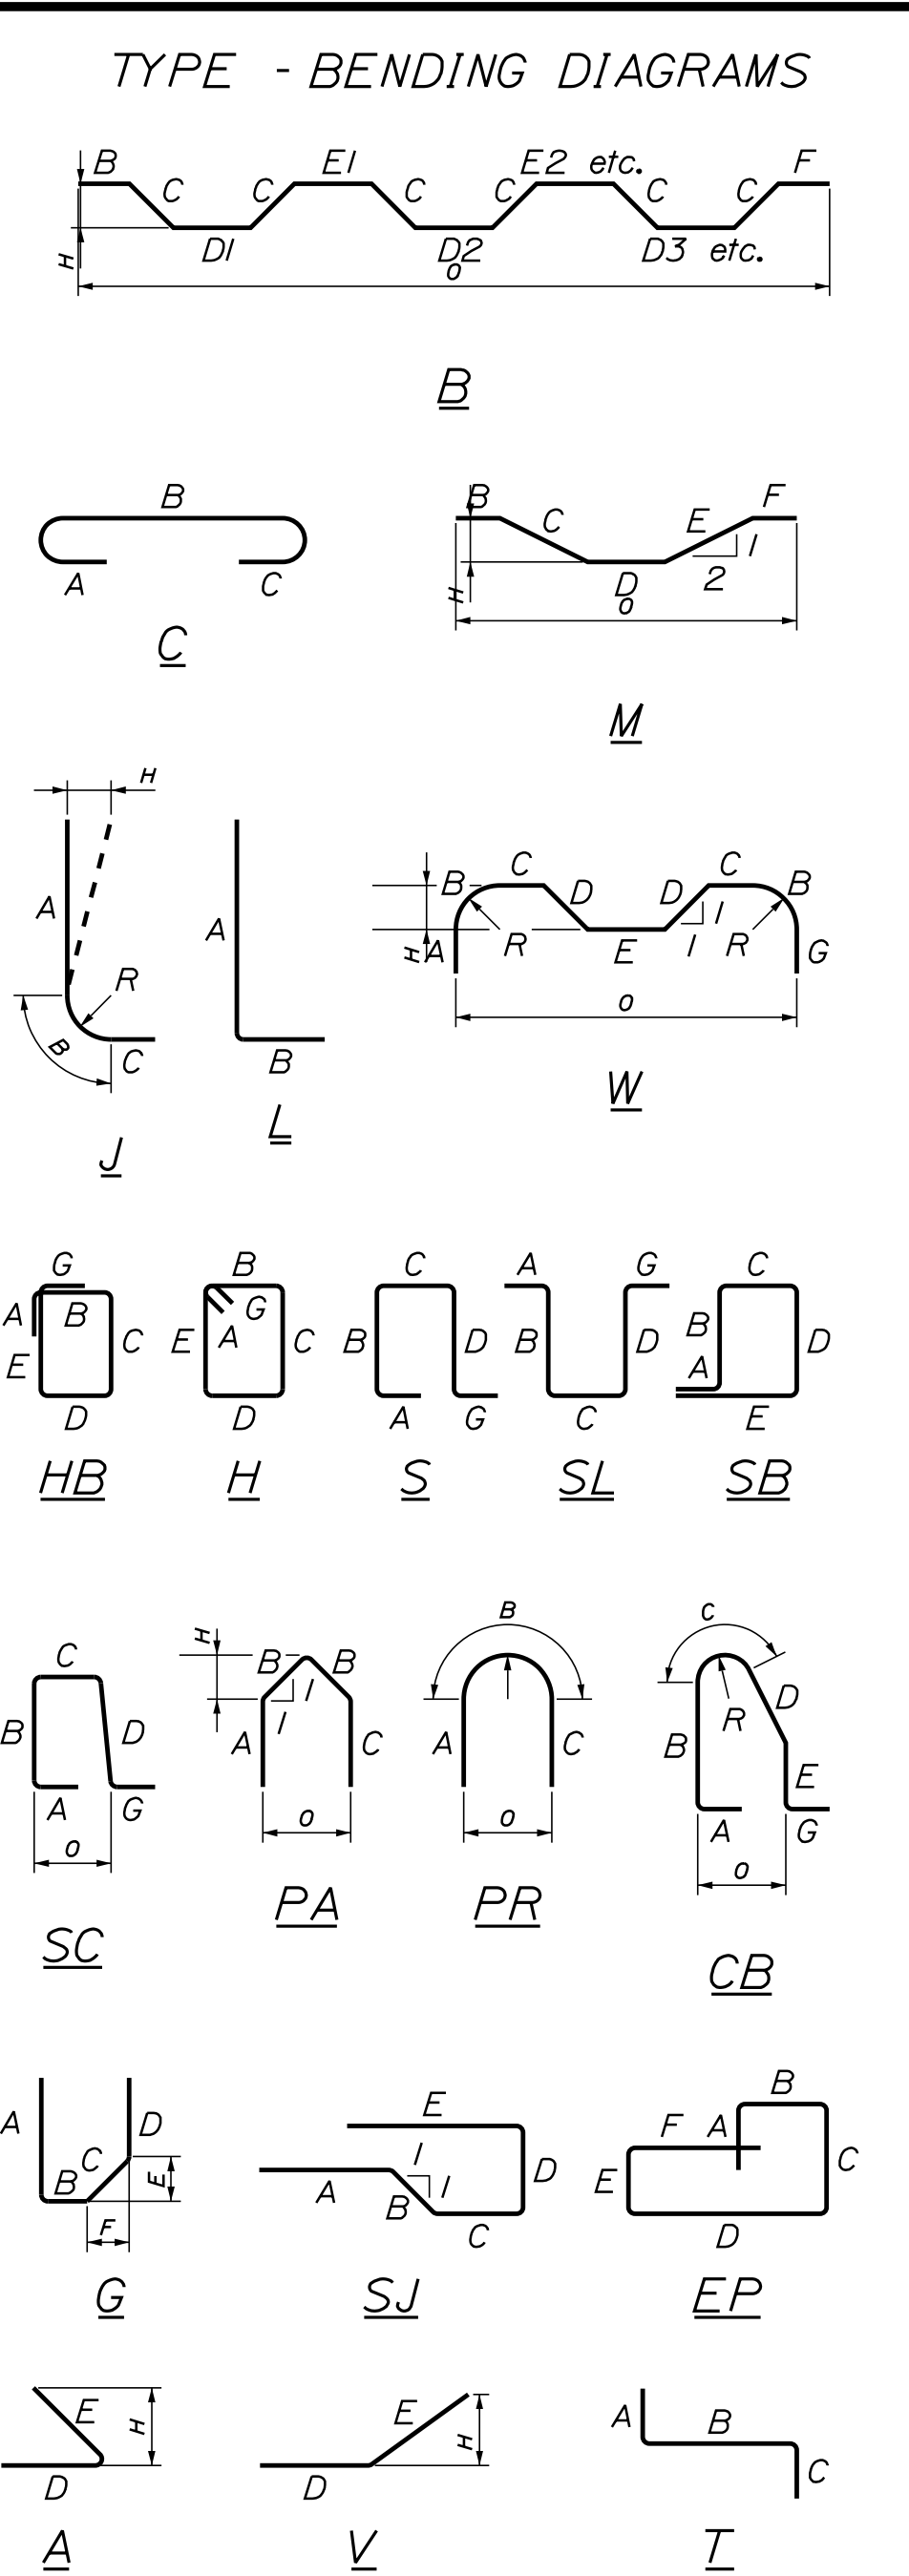 TYPE - BENDING DIAGRAMS
B E1 E2 etc. F
C C C C C C
D1 D2 D3 etc.
H
O
B
B
A C
C
B C E F
D 1
2
H
O
M
H
A
R
B
C
J
A
B
L
B C D D C B
A H R E 1 1 R G
O
W
G
A B
E C
D
HB
B
G
E A C
D
H
C
B D
A G
S
A G
B D
C
SL
C
B D
A
E
SB
C
B D
A G
O
SC
H
B B
1
1
A C
O
PA
B
A C
O
PR
C
D
R
B
E
A G
O
CB
A D
C
B E
F
G
E
1
D
A B 1
C
SJ
B
F A
E C
D
EP
E
H
D
A
E
H
D
V
A B
C
T